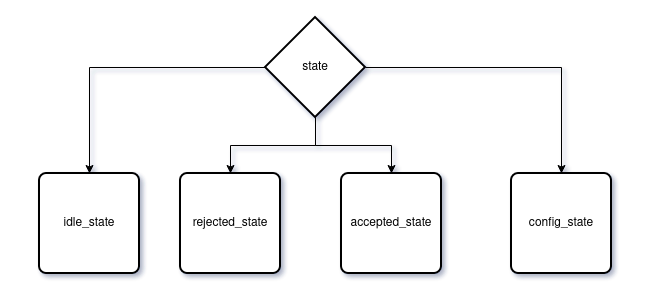 state
idle_state
rejected_state
accepted_state
config_state